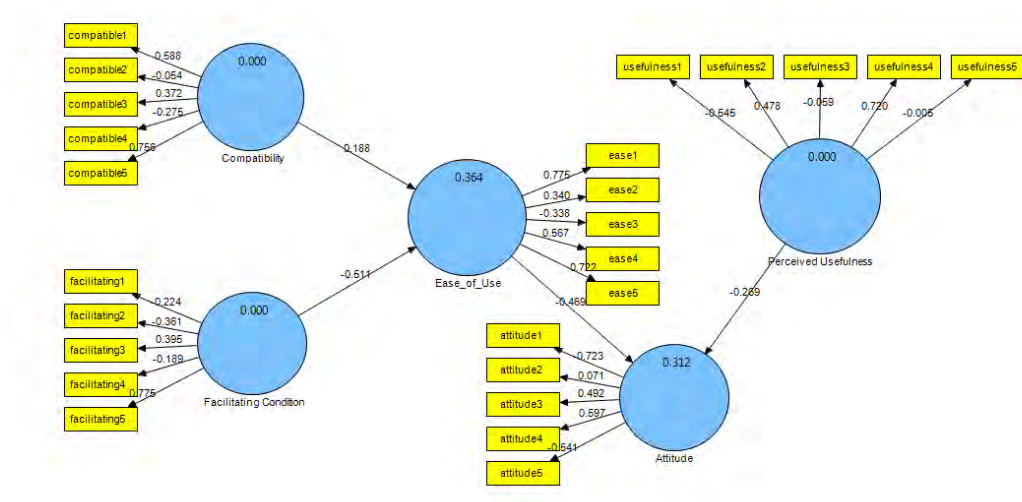 compatible1
compatible2
compatible3
compatible4
compatible5
0.588
-0.054
0.372
-0.275
0.756
0.000
Compatibility
0.188
facilitating1
facilitating2
facilitating3
facilitating4
facilitating5
0.224
-0.361
0.395
-0.189
0.775
0.000
Facilitating Condition
-0.511
0.364
Ease_of_Use
0.775
0.340
-0.338
0.567
0.722
ease1
ease2
ease3
ease4
ease5
-0.469
usefulness1
usefulness2
usefulness3
usefulness4
usefulness5
-0.545
0.478
-0.059
0.720
-0.005
0.000
Perceived Usefulness
-0.269
attitude1
attitude2
attitude3
attitude4
attitude5
-0.723
0.071
0.492
0.597
-0.541
0.312
Attitude